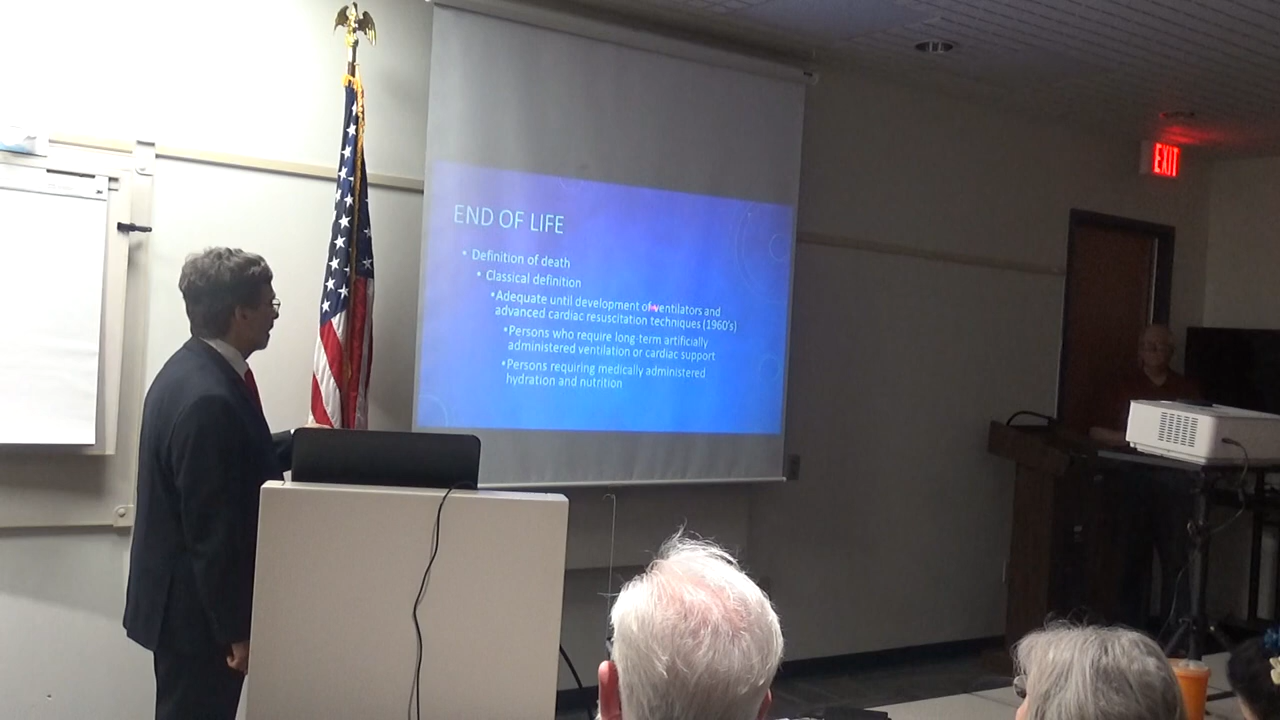 END OF LIFE
• Definition of death
• Classical definition
•Adequate until development of ventilators and
advanced cardiac resuscitation techniques (1960's)
•Persons who require long-term artificially
administered ventilation or cardiac support
•Persons requiring medically administered
hydration and nutrition
EXIT